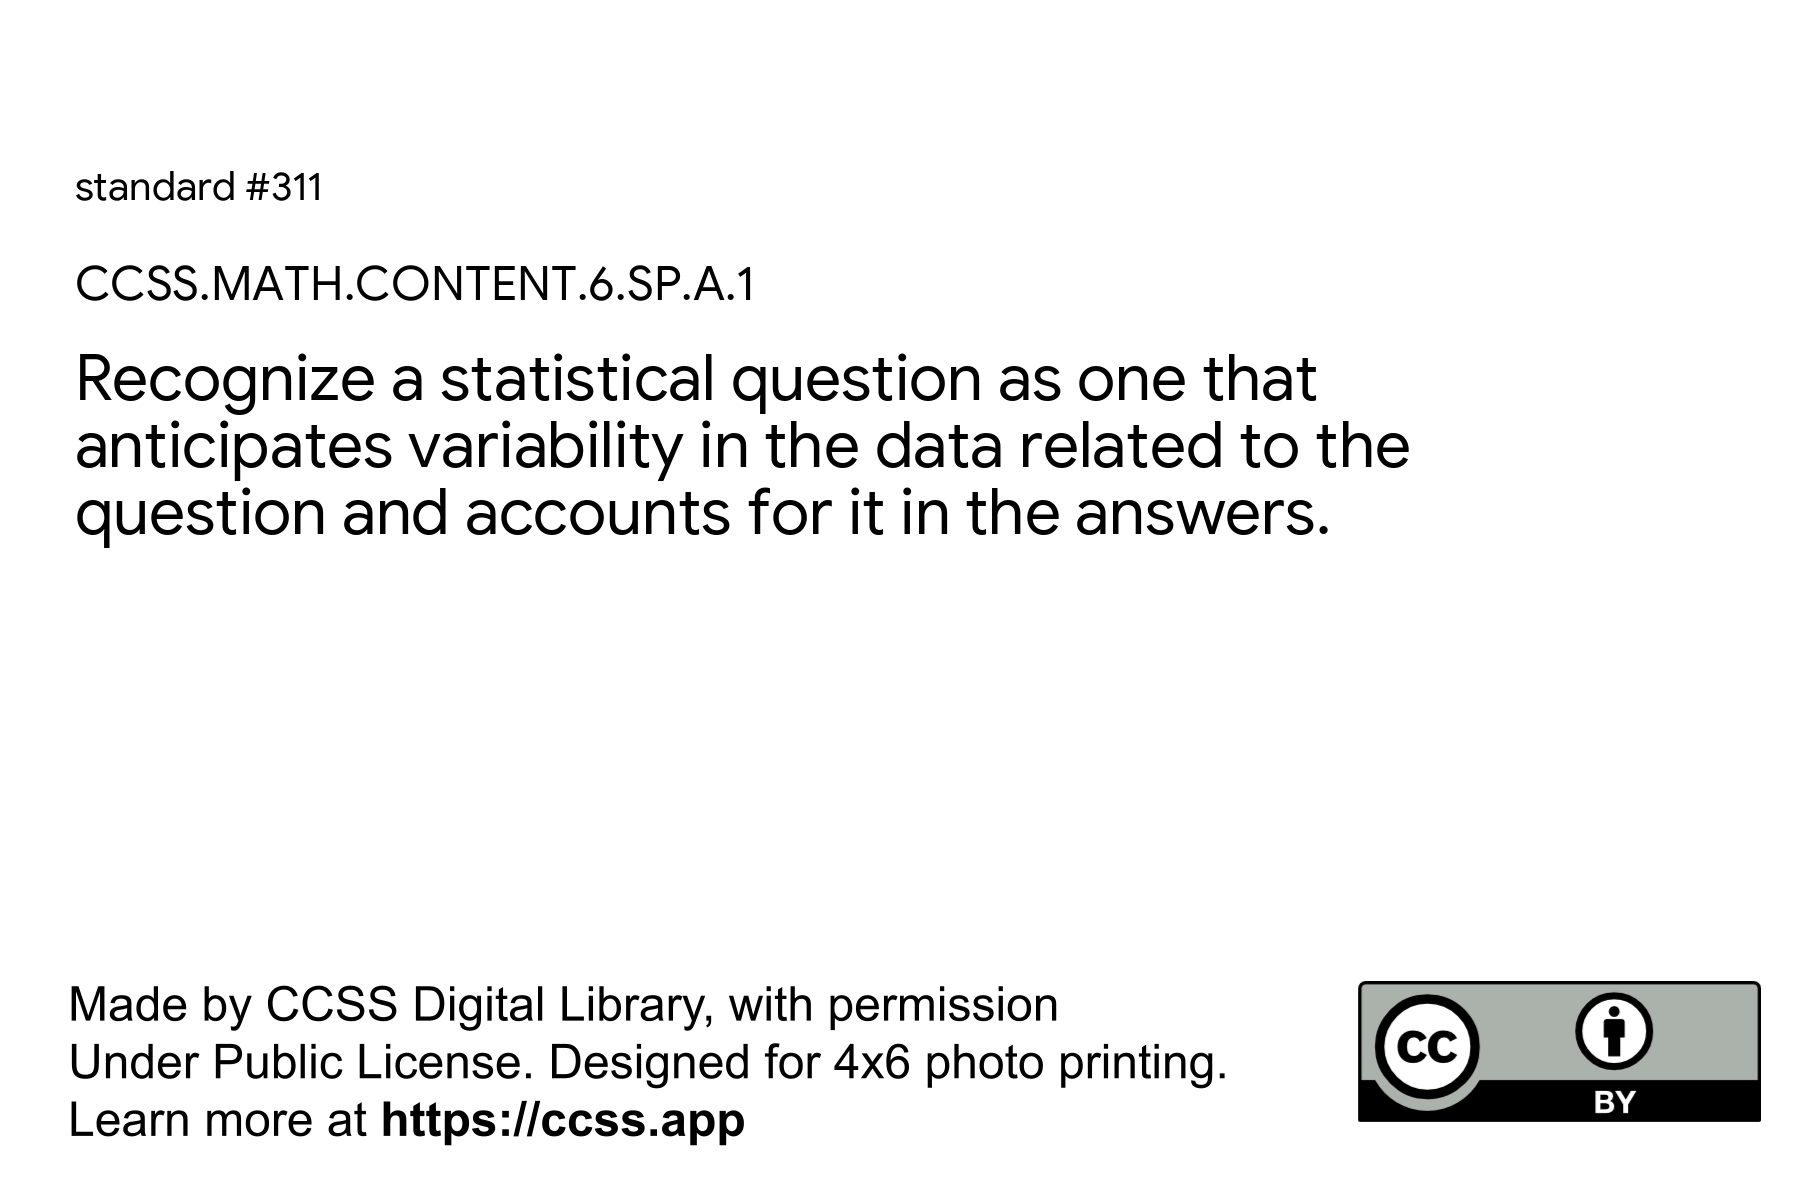 standard #311
CCSS.MATH.CONTENT.6.SP.A.1
Recognize a statistical question as one that
anticipates variability in the data related to the
question and accounts for it in the answers.
Made by CCSS Digital Library, with permission
Under Public License. Designed for 4x6 photo printing.
Learn more at https://ccss.app
CC
BY